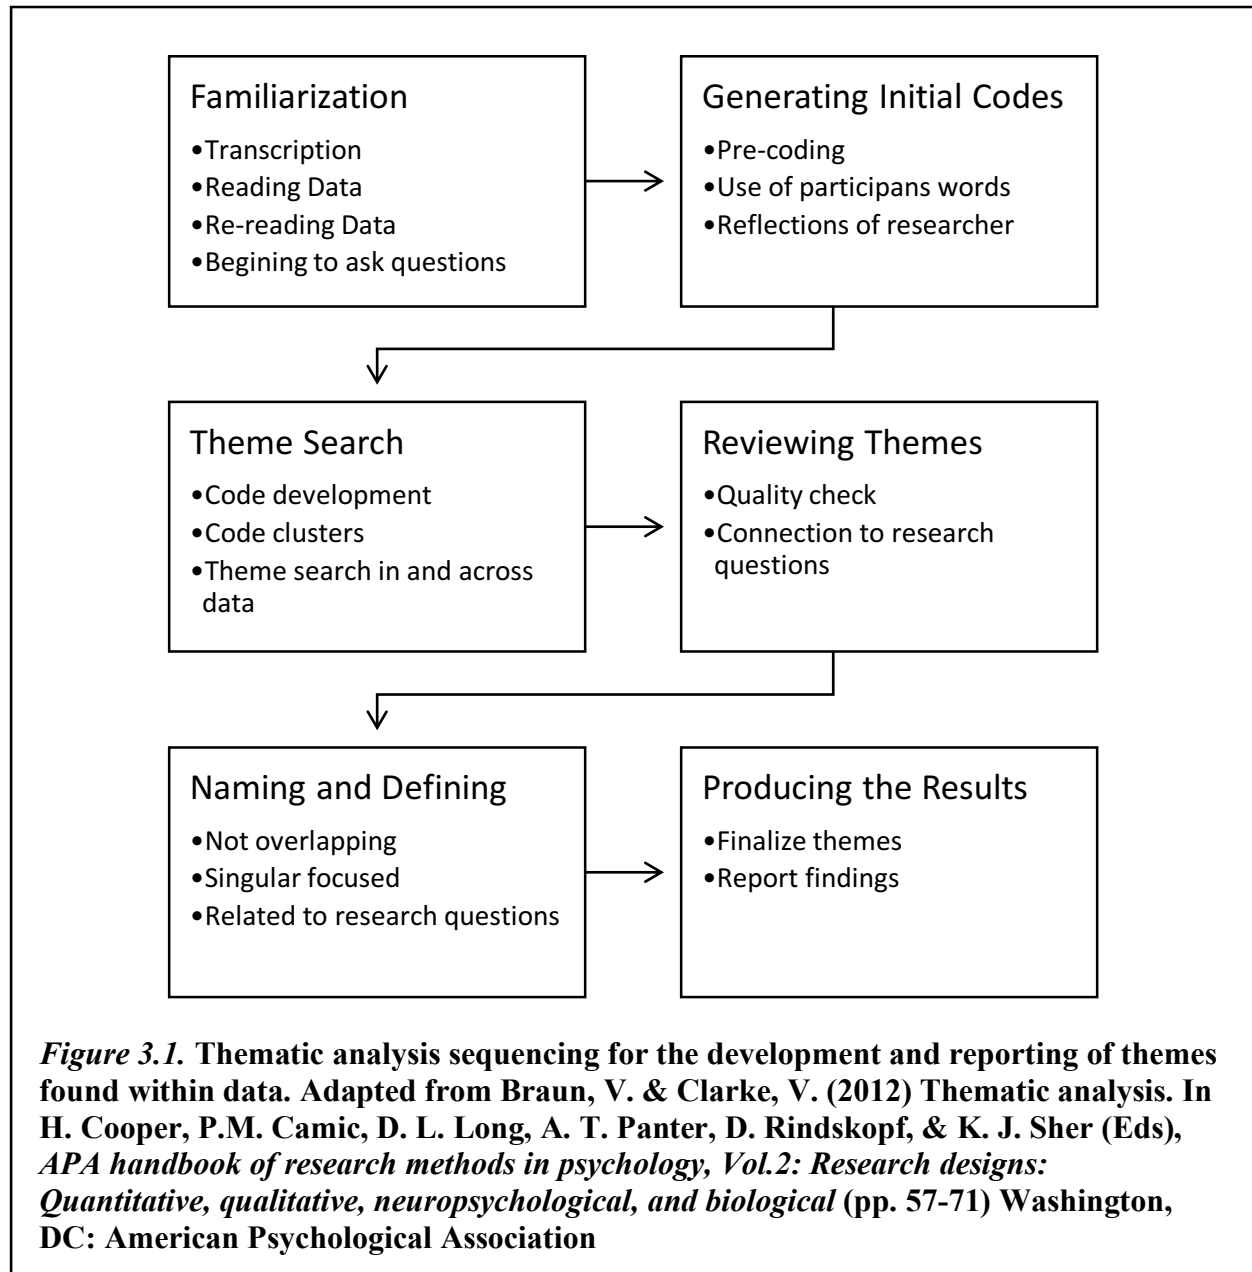 Familiarization
•Transcription
•Reading Data
•Re-reading Data
•Begining to ask questions
Generating Initial Codes
•Pre-coding
•Use of participans words
•Reflections of researcher
Theme Search
•Code development
•Code clusters
•Theme search in and across
data
Reviewing Themes
•Quality check
•Connection to research
questions
Naming and Defining
•Not overlapping
•Singular focused
•Related to research questions
Producing the Results
•Finalize themes
•Report findings
Figure 3.1. Thematic analysis sequencing for the development and reporting of themes
found within data. Adapted from Braun, V. & Clarke, V. (2012) Thematic analysis. In
H. Cooper, P.M. Camic, D. L. Long, A. T. Panter, D. Rindskopf, & K. J. Sher (Eds),
APA handbook of research methods in psychology, Vol.2: Research designs:
Quantitative, qualitative, neuropsychological, and biological (pp. 57-71) Washington,
DC: American Psychological Association